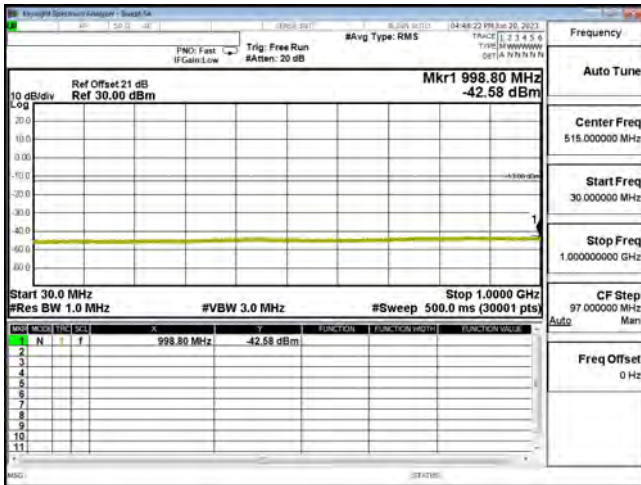 Keysight Spectrum Analyzer - Swept SA
RF 50 Ω AC SENSE:INT ALIGN AUTO 04:48:22 PM Jun 20, 2023
#Avg Type: RMS TRACE 1 2 3 4 5 6
PNO: Fast Trig: Free Run TYPE M WWWWW
IFGain:Low #Atten: 20 dB DET A N N N N N
Mkr1 998.80 MHz
Ref Offset 21 dB
10 dB/div Ref 30.00 dBm -42.58 dBm
Log
20.0
10.0
0.00
-10.0
-13.00 dBm
-20.0
-30.0
1
-40.0
-50.0
-60.0
Start 30.0 MHz Stop 1.0000 GHz
#Res BW 1.0 MHz #VBW 3.0 MHz #Sweep 500.0 ms (30001 pts)
MKR MODE TRC SCL X Y FUNCTION FUNCTION WIDTH FUNCTION VALUE
1 N 1 f 998.80 MHz -42.58 dBm
2
3
4
5
6
7
8
9
10
11
MSG STATUS
Frequency
Auto Tune
Center Freq
515.000000 MHz
Start Freq
30.000000 MHz
Stop Freq
1.000000000 GHz
CF Step
97.000000 MHz
Auto Man
Freq Offset
0 Hz